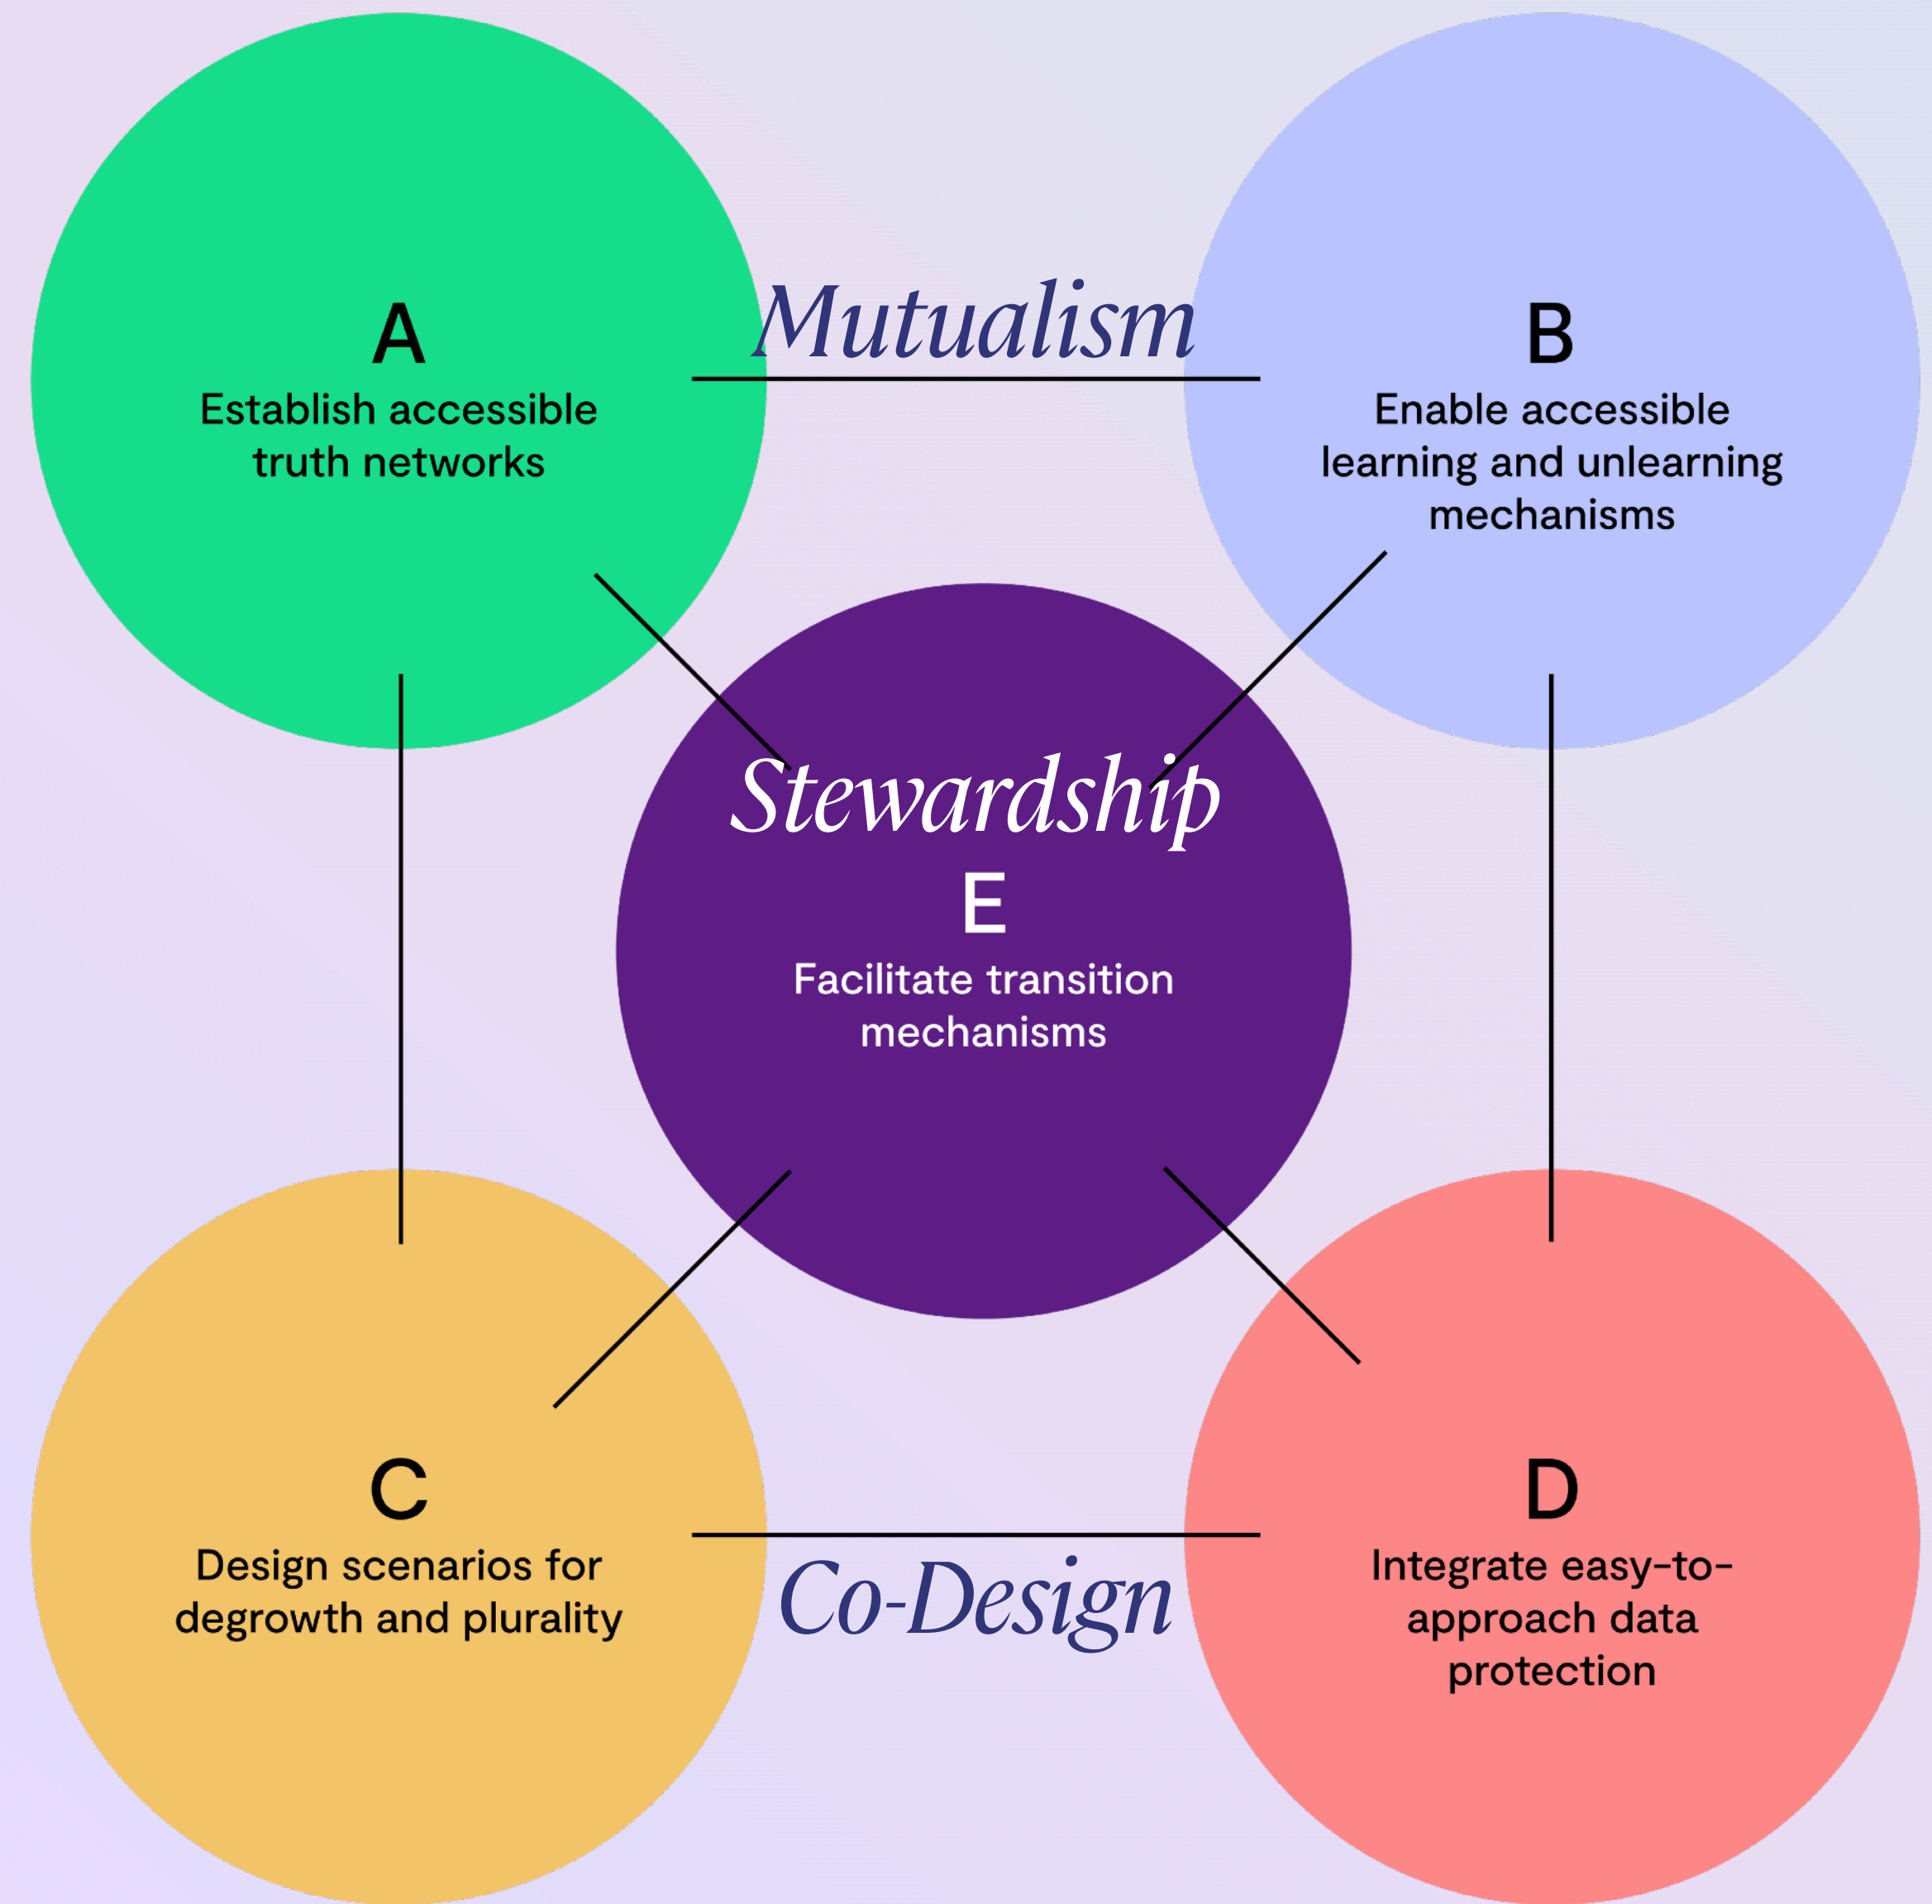 A
Establish accessible
truth networks
Mutualism
B
Enable accessible
learning and unlearning
mechanisms
Stewardship
E
Facilitate transition
mechanisms
C
Design scenarios for
degrowth and plurality
Co-Design
D
Integrate easy-to-
approach data
protection